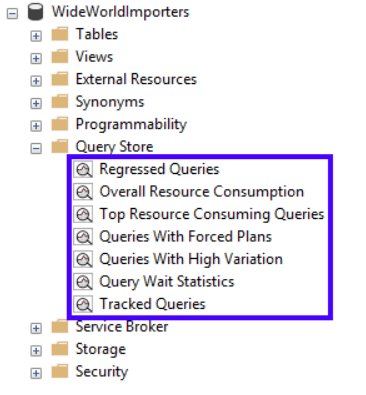 WideWorldImporters
Tables
Views
External Resources
Synonyms
Programmability
Query Store
Regressed Queries
Overall Resource Consumption
Top Resource Consuming Queries
Queries With Forced Plans
Queries With High Variation
Query Wait Statistics
Tracked Queries
Service Broker
Storage
Security